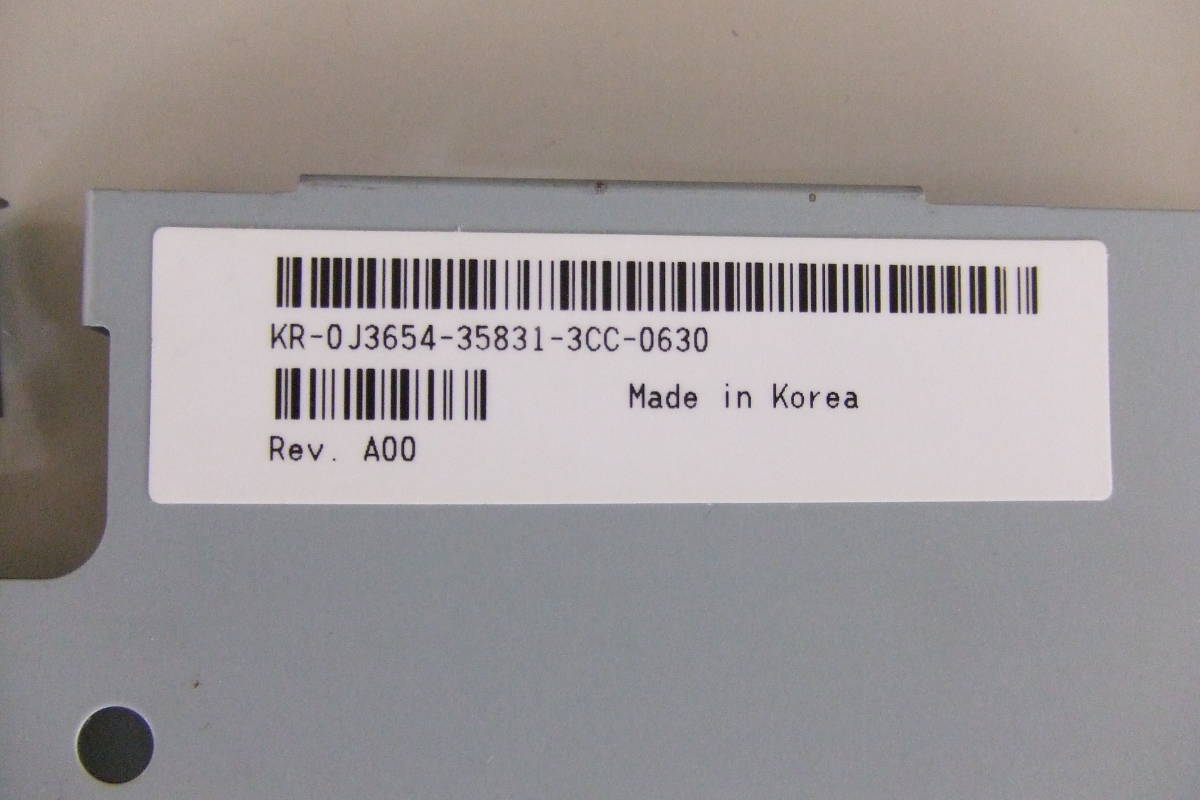 KR-0J3654-35831-3CC-0630
Made in Korea
Rev. A00